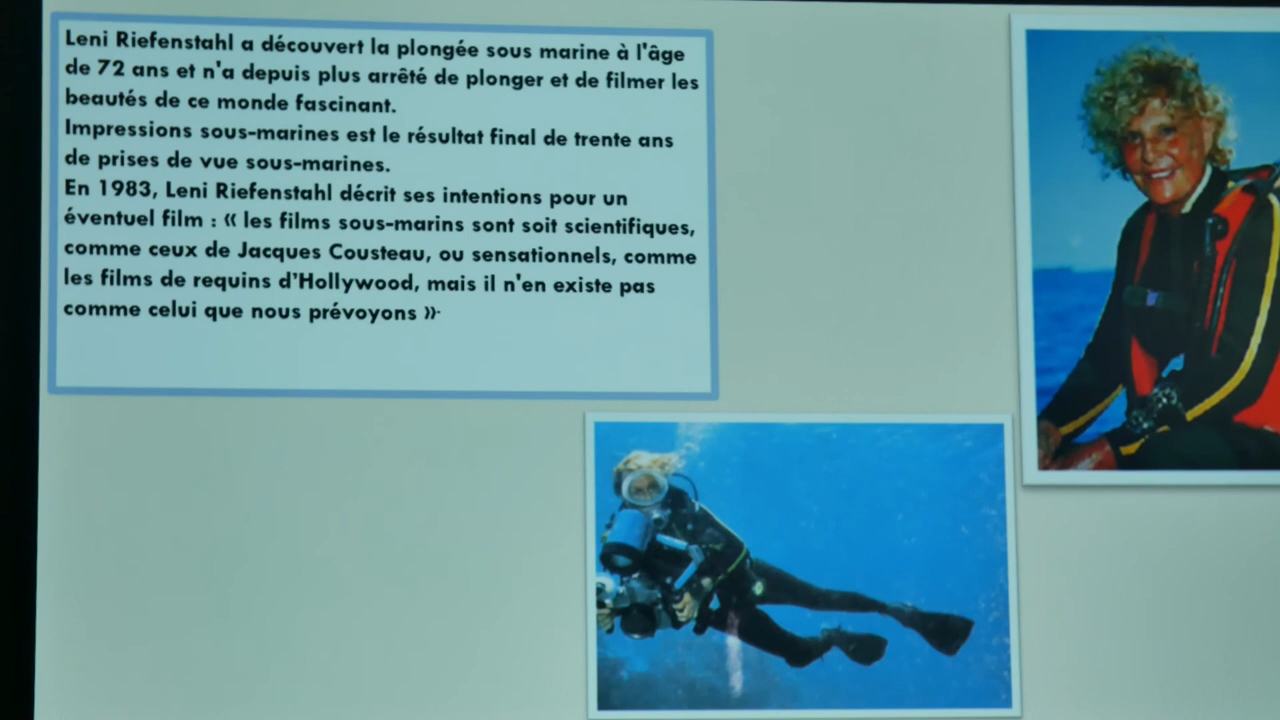 Leni Riefenstahl a découvert la plongée sous marine à l'âge
de 72 ans et n'a depuis plus arrêté de plonger et de filmer les
beautés de ce monde fascinant.
Impressions sous-marines est le résultat final de trente ans
de prises de vue sous-marines.
En 1983, Leni Riefenstahl décrit ses intentions pour un
éventuel film : « les films sous-marins sont soit scientifiques,
comme ceux de Jacques Cousteau, ou sensationnels, comme
les films de requins d'Hollywood, mais il n'en existe pas
comme celui que nous prévoyons ».